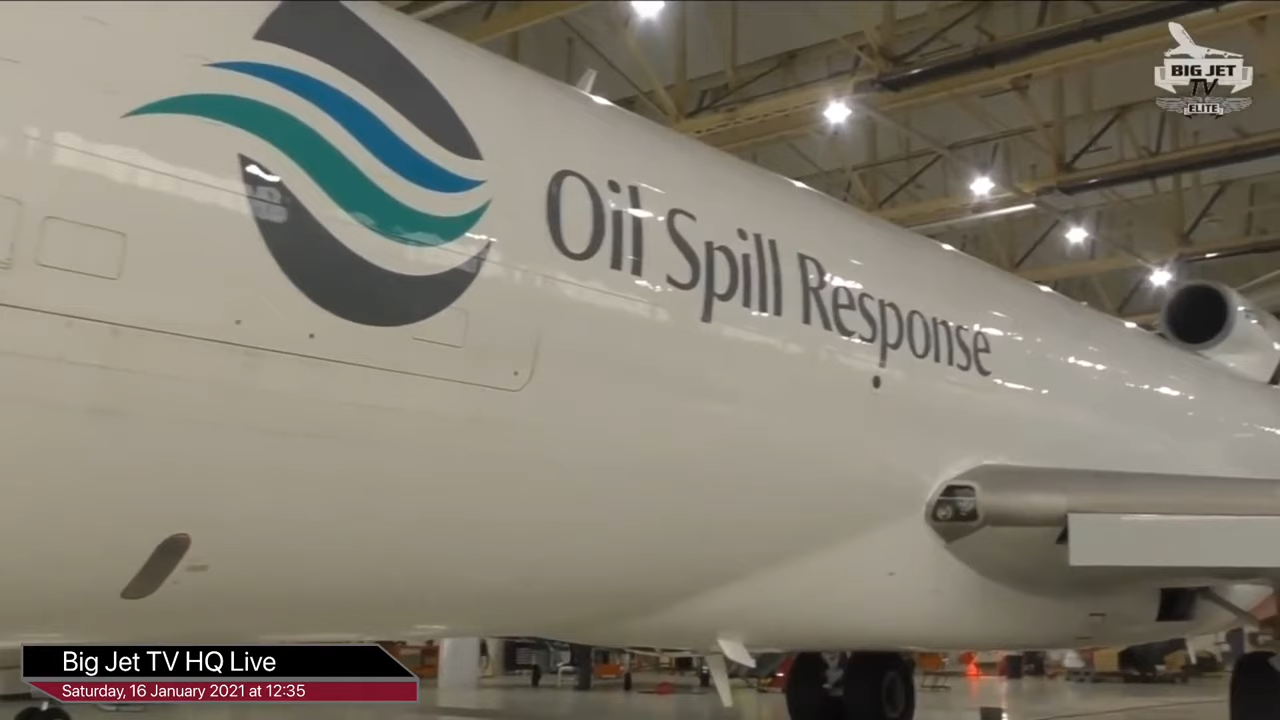 BIG JET
TV
ELITE
Oil Spill Response
Big Jet TV HQ Live
Saturday, 16 January 2021 at 12:35